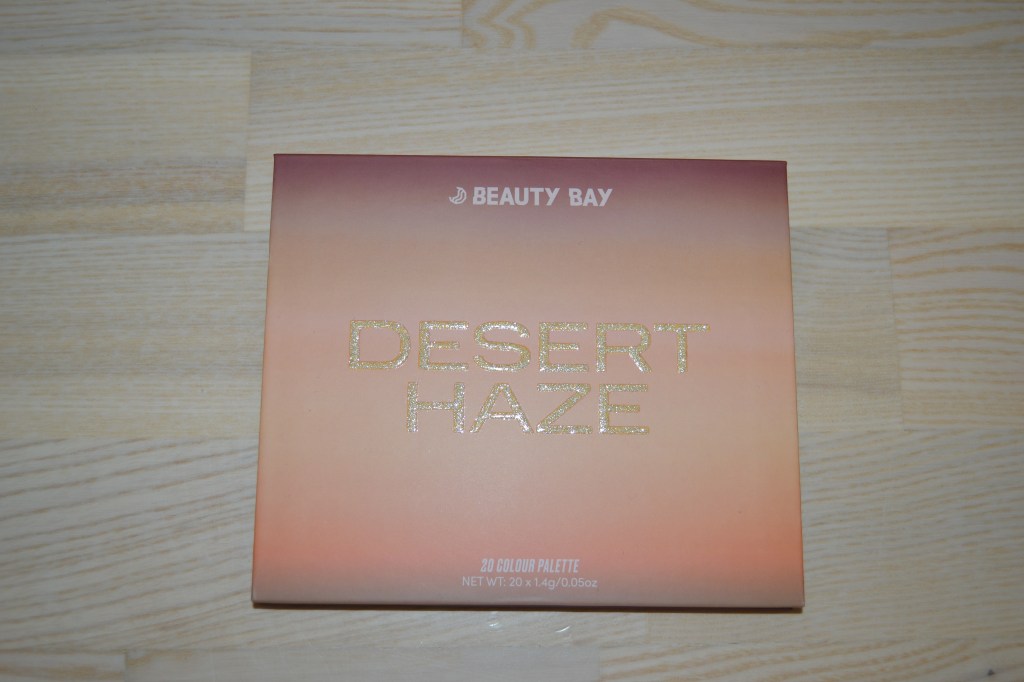 BEAUTY BAY
DESERT
HAZE
20 COLOUR PALETTE
NET WT: 20 x 1.4g/0.05oz